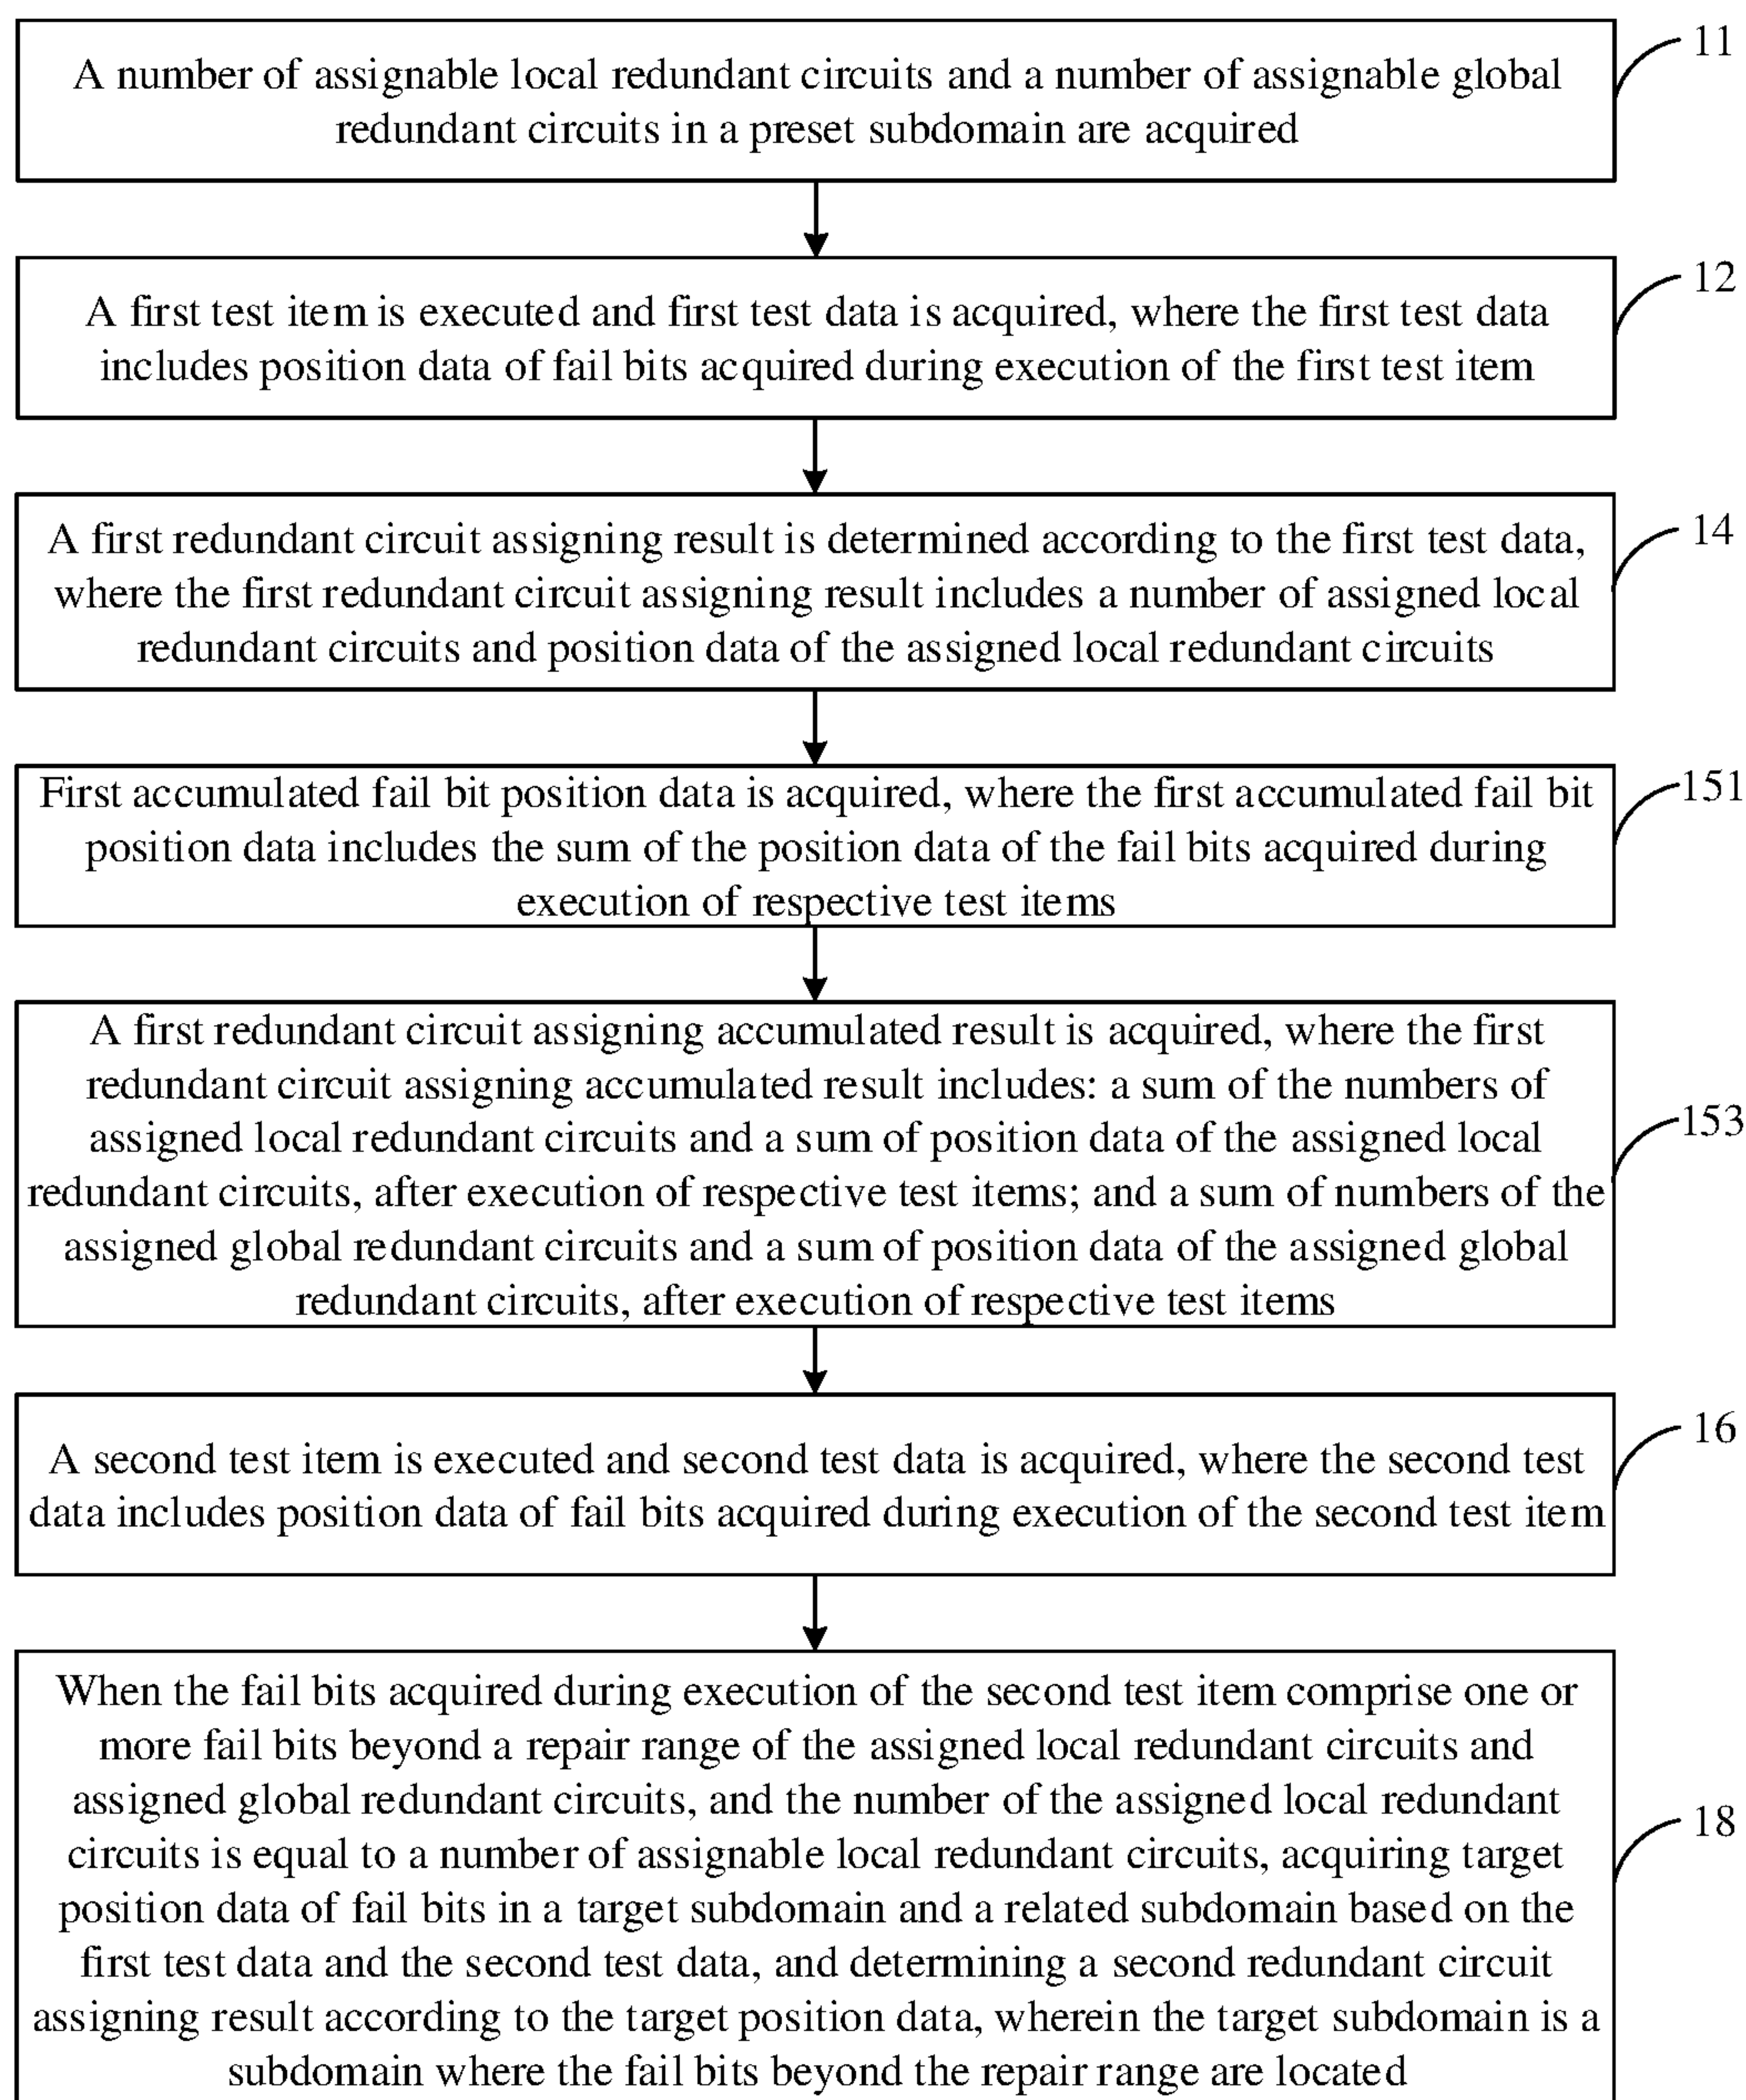 A number of assignable local redundant circuits and a number of assignable global
redundant circuits in a preset subdomain are acquired
11
A first test item is executed and first test data is acquired, where the first test data
includes position data of fail bits acquired during execution of the first test item
12
A first redundant circuit assigning result is determined according to the first test data,
where the first redundant circuit assigning result includes a number of assigned local
redundant circuits and position data of the assigned local redundant circuits
14
First accumulated fail bit position data is acquired, where the first accumulated fail bit
position data includes the sum of the position data of the fail bits acquired during
execution of respective test items
151
A first redundant circuit assigning accumulated result is acquired, where the first
redundant circuit assigning accumulated result includes: a sum of the numbers of
assigned local redundant circuits and a sum of position data of the assigned local
redundant circuits, after execution of respective test items; and a sum of numbers of the
assigned global redundant circuits and a sum of position data of the assigned global
redundant circuits, after execution of respective test items
153
A second test item is executed and second test data is acquired, where the second test
data includes position data of fail bits acquired during execution of the second test item
16
When the fail bits acquired during execution of the second test item comprise one or
more fail bits beyond a repair range of the assigned local redundant circuits and
assigned global redundant circuits, and the number of the assigned local redundant
circuits is equal to a number of assignable local redundant circuits, acquiring target
position data of fail bits in a target subdomain and a related subdomain based on the
first test data and the second test data, and determining a second redundant circuit
assigning result according to the target position data, wherein the target subdomain is a
subdomain where the fail bits beyond the repair range are located
18